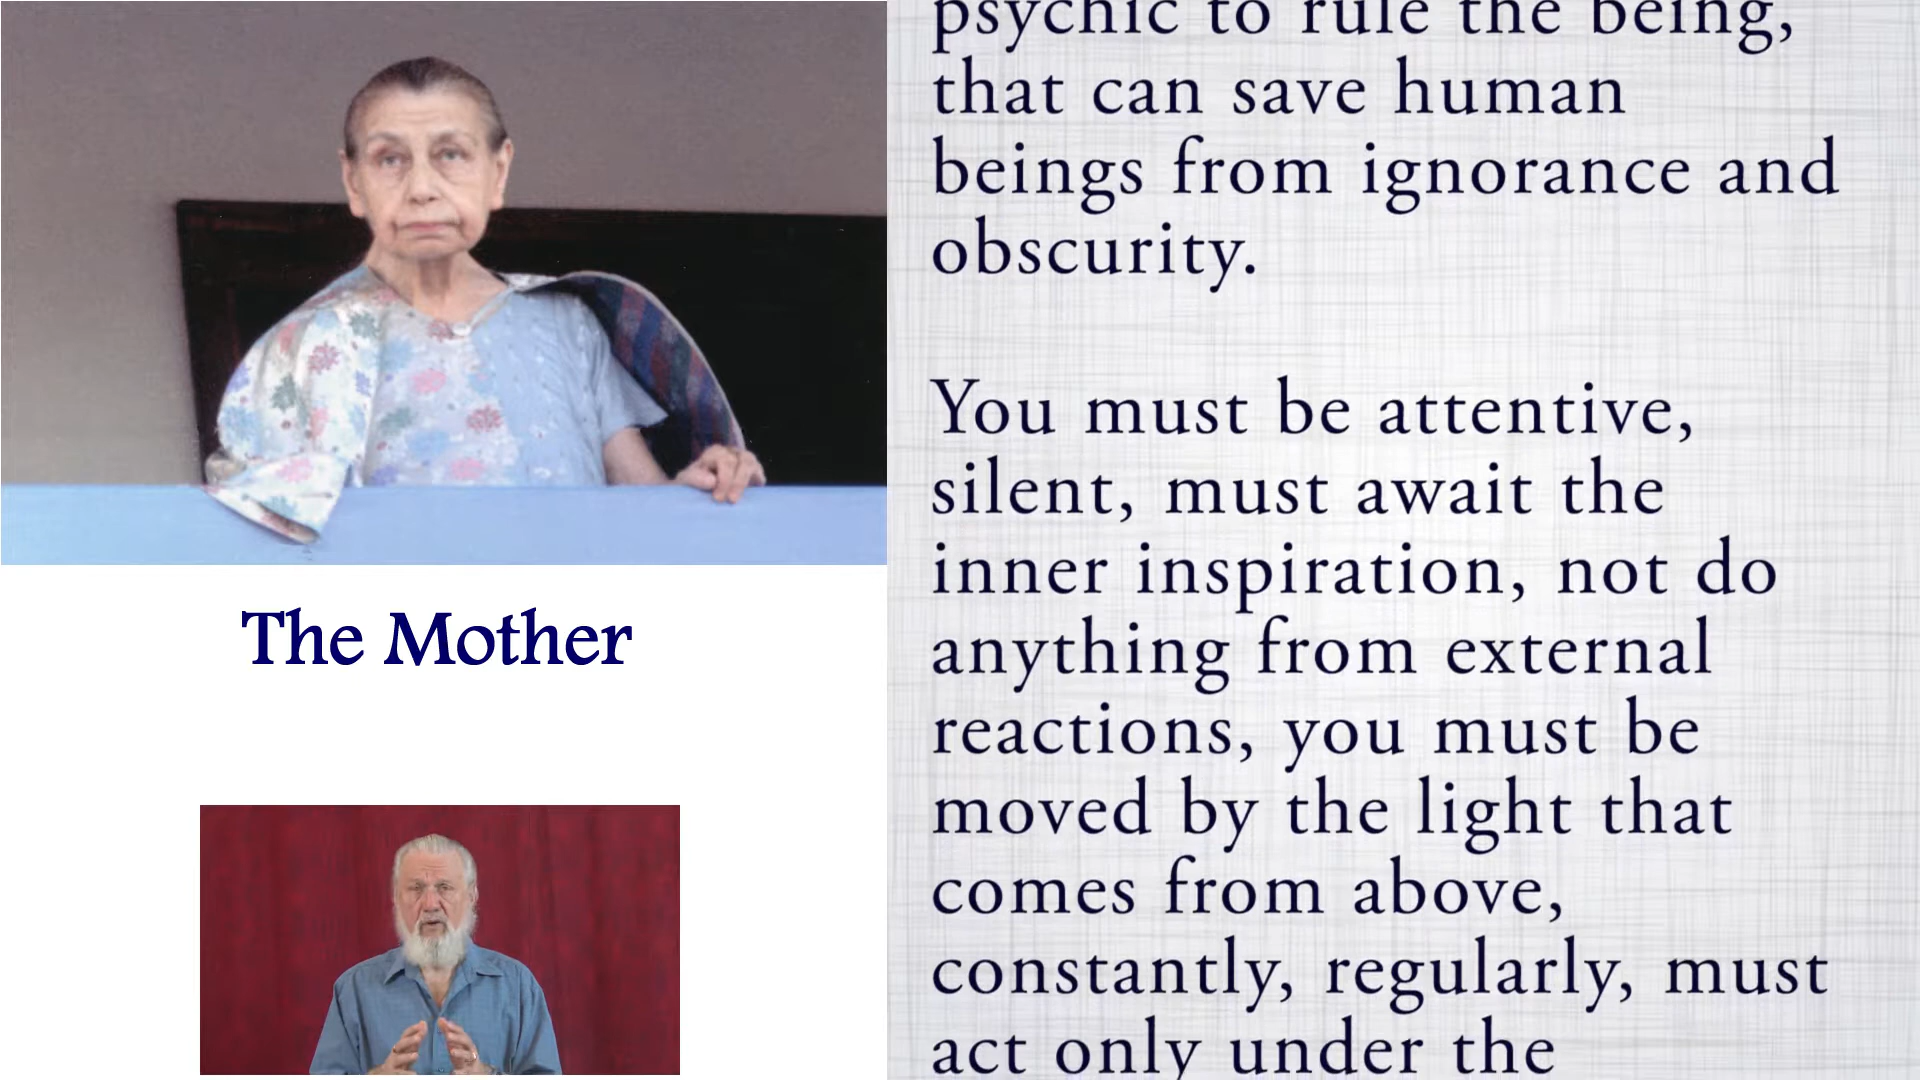 The Mother
psychic to rule the being,
that can save human
beings from ignorance and
obscurity.
You must be attentive,
silent, must await the
inner inspiration, not do
anything from external
reactions, you must be
moved by the light that
comes from above,
constantly, regularly, must
act only under the